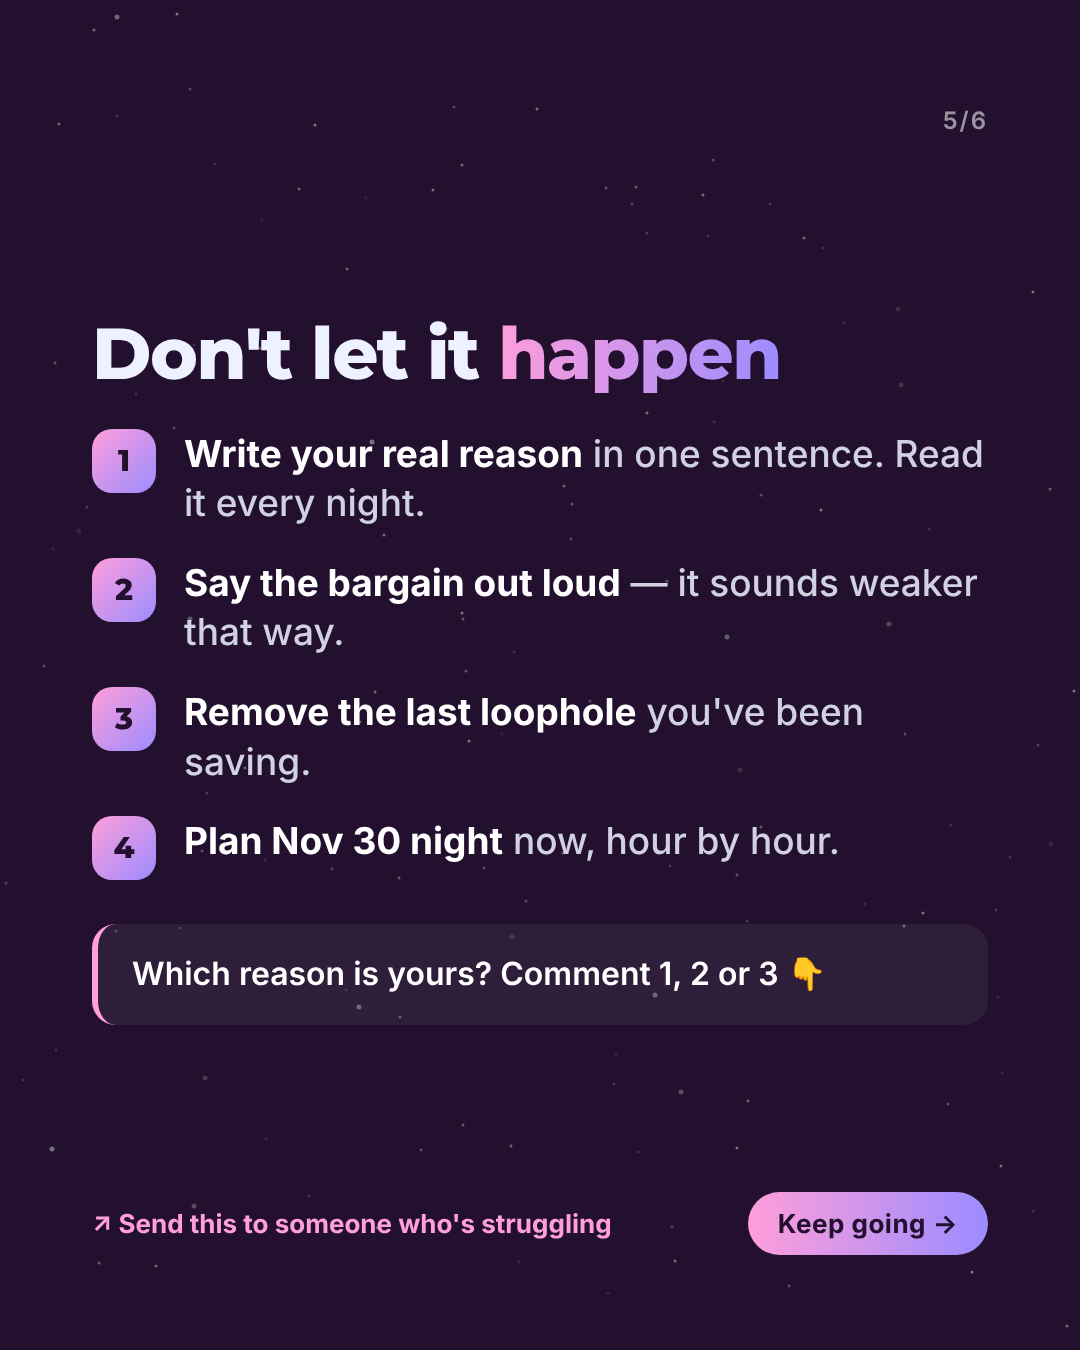 5/6
Don't let it happen
1 Write your real reason in one sentence. Read
it every night.
2 Say the bargain out loud — it sounds weaker
that way.
3 Remove the last loophole you've been
saving.
4 Plan Nov 30 night now, hour by hour.
Which reason is yours? Comment 1, 2 or 3 👇
↗ Send this to someone who's struggling
Keep going →